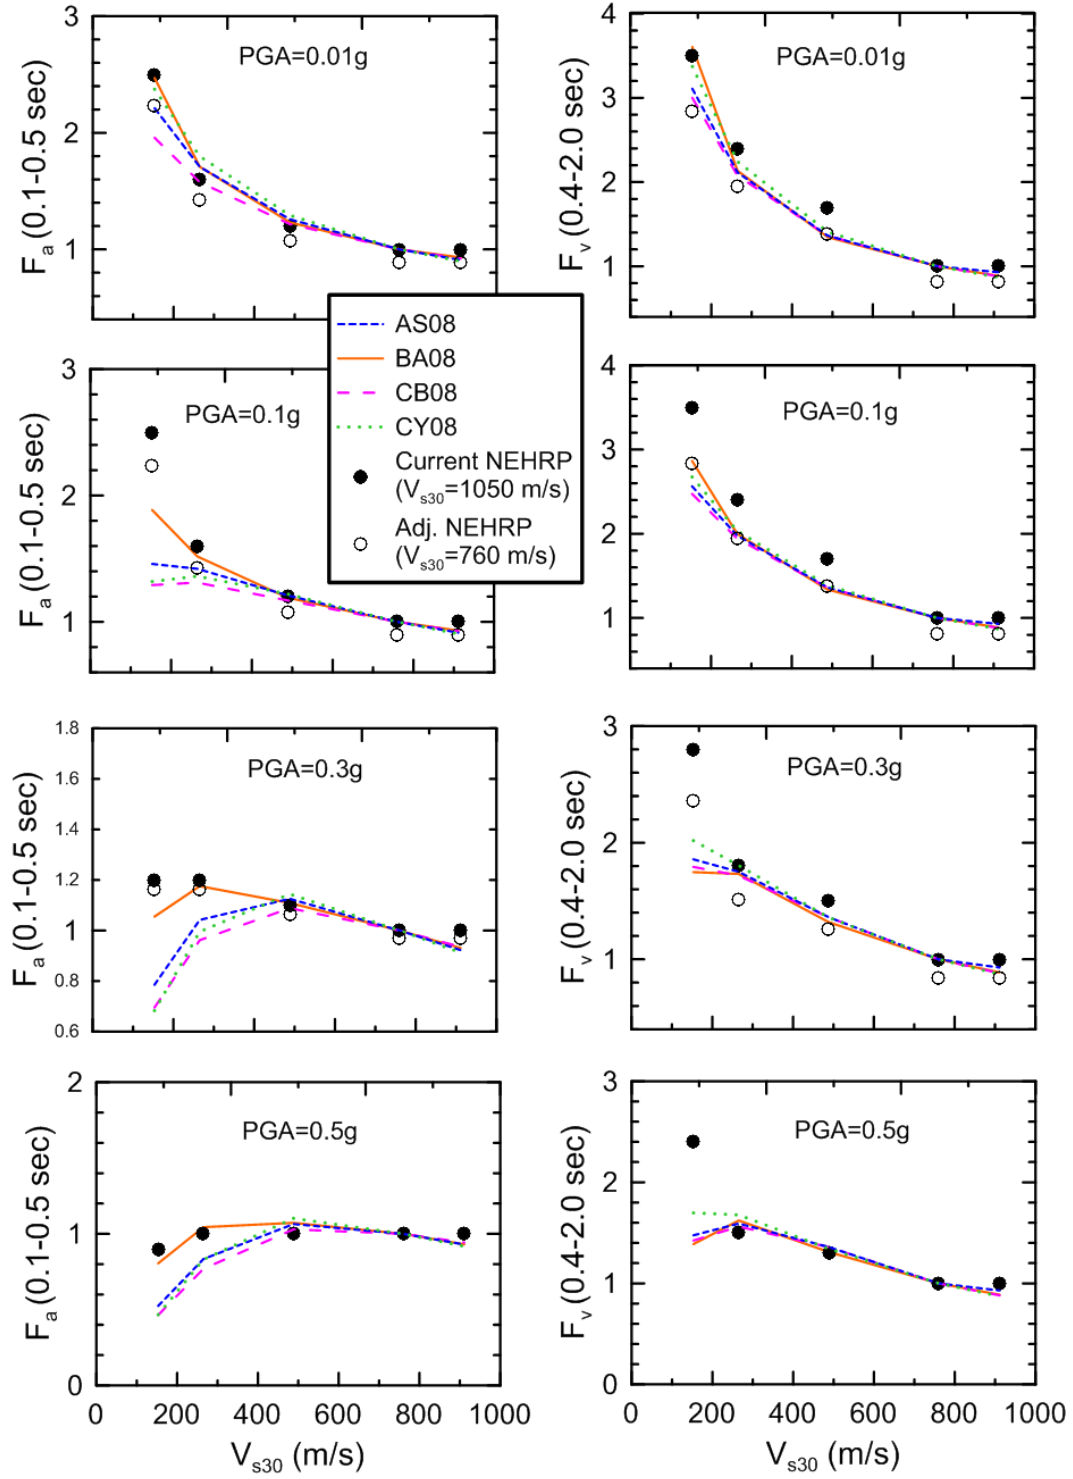 3
2
1
F_a (0.1-0.5 sec)
PGA=0.01g
4
3
2
1
F_v (0.4-2.0 sec)
PGA=0.01g
AS08
BA08
CB08
CY08
Current NEHRP
(V_s30=1050 m/s)
Adj. NEHRP
(V_s30=760 m/s)
3
2
1
F_a (0.1-0.5 sec)
PGA=0.1g
4
3
2
1
F_v (0.4-2.0 sec)
PGA=0.1g
1.8
1.6
1.4
1.2
1.0
0.8
0.6
F_a (0.1-0.5 sec)
PGA=0.3g
3
2
1
F_v (0.4-2.0 sec)
PGA=0.3g
2
1
0
F_a (0.1-0.5 sec)
PGA=0.5g
0 200 400 600 800 1000
V_s30 (m/s)
3
2
1
0
F_v (0.4-2.0 sec)
PGA=0.5g
0 200 400 600 800 1000
V_s30 (m/s)